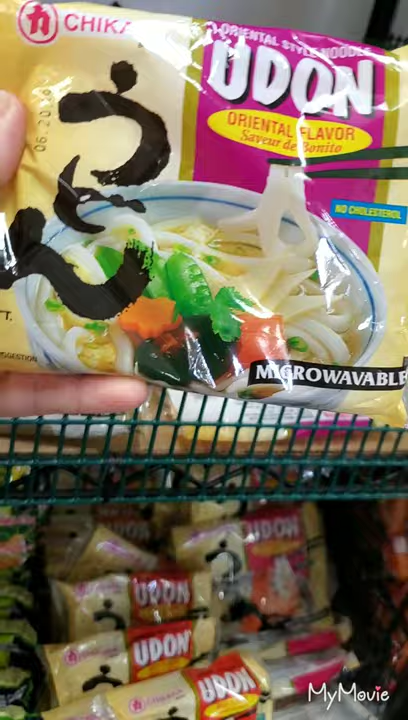 カ CHIKA
ORIENTAL STYLE NOODLE
UDON
ORIENTAL FLAVOR
Saveur de Bonito
うどん
NO CHOLESTEROL
MICROWAVABLE
UDON
UDON
UDON
UDON
MyMovie